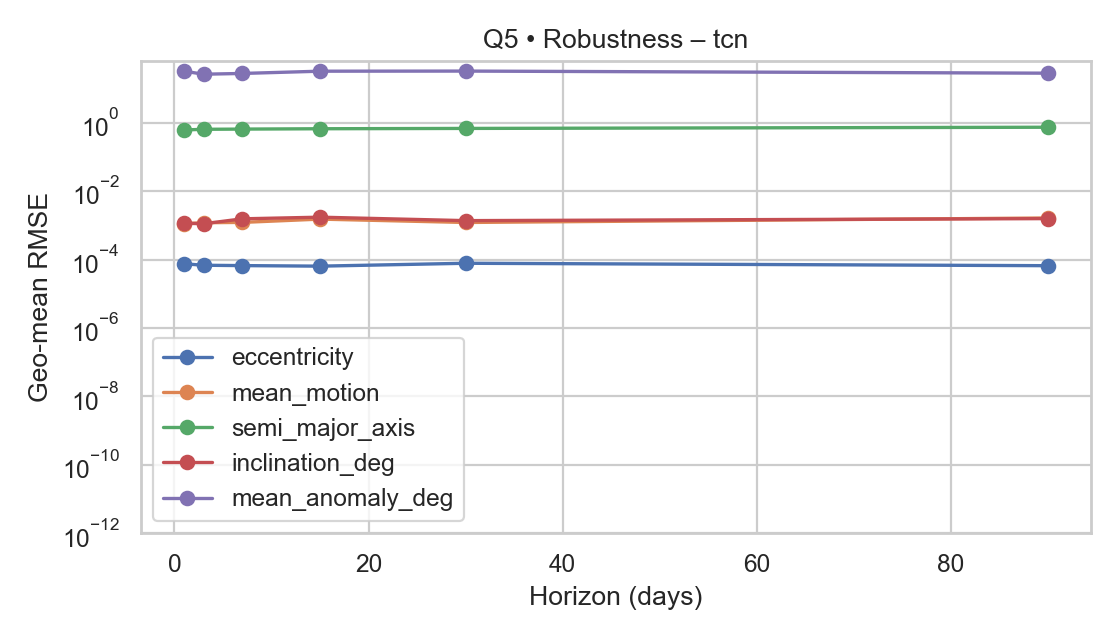 Q5 • Robustness – tcn
Geo-mean RMSE
10^0
10^−2
10^−4
10^−6
10^−8
10^−10
10^−12
eccentricity
mean_motion
semi_major_axis
inclination_deg
mean_anomaly_deg
0 20 40 60 80
Horizon (days)